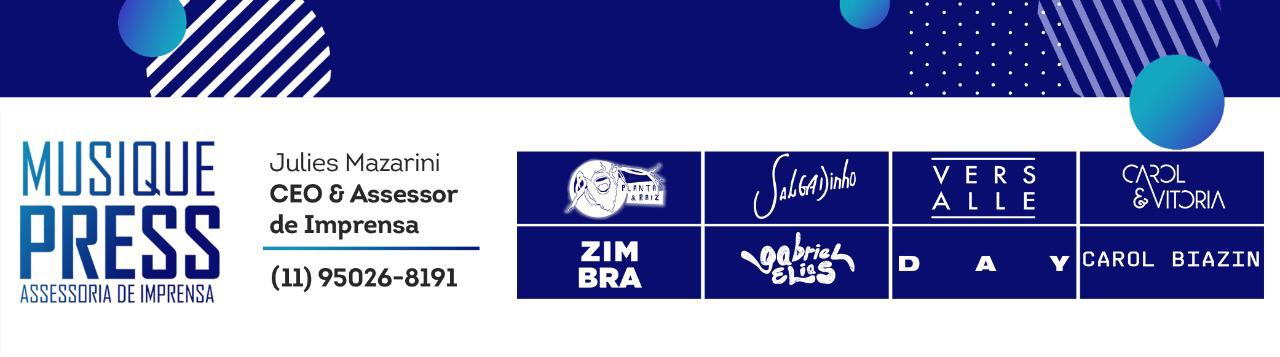 MUSIQUE
PRESS
ASSESSORIA DE IMPRENSA
Julies Mazarini
CEO & Assessor
de Imprensa
(11) 95026-8191
PLANTA
& RAIZ
SALGADinho
VERS
ALLE
CAROL
& VITORIA
ZIM
BRA
gabriel
ELiAS
D A Y
CAROL BIAZIN